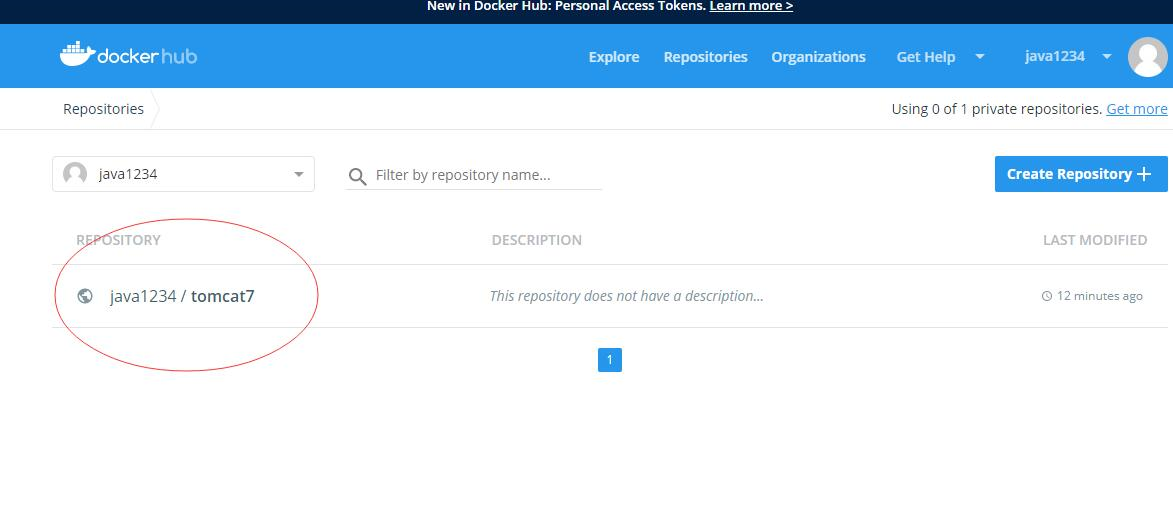 New in Docker Hub: Personal Access Tokens. Learn more >
docker hub
Explore Repositories Organizations Get Help java1234
Repositories
Using 0 of 1 private repositories. Get more
java1234
Filter by repository name...
Create Repository +
REPOSITORY DESCRIPTION LAST MODIFIED
java1234 / tomcat7 This repository does not have a description... 12 minutes ago
1